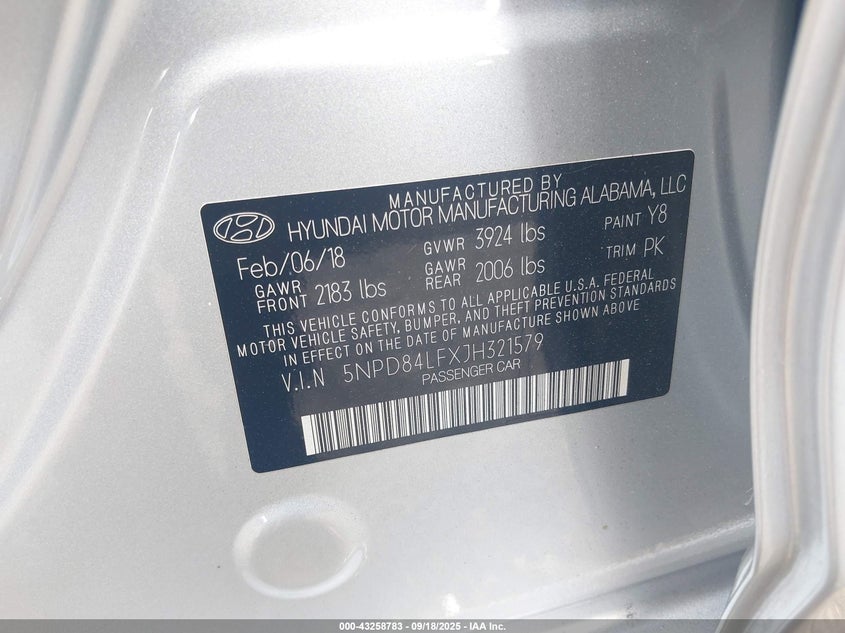 MANUFACTURED BY
HYUNDAI MOTOR MANUFACTURING ALABAMA, LLC
Feb/06/18 GVWR 3924 lbs PAINT Y8
GAWR FRONT 2183 lbs GAWR REAR 2006 lbs TRIM PK
THIS VEHICLE CONFORMS TO ALL APPLICABLE U.S.A. FEDERAL
MOTOR VEHICLE SAFETY, BUMPER, AND THEFT PREVENTION STANDARDS
IN EFFECT ON THE DATE OF MANUFACTURE SHOWN ABOVE
V.I.N 5NPD84LFXJH321579
PASSENGER CAR
000-43258783 - 09/18/2025 - IAA Inc.